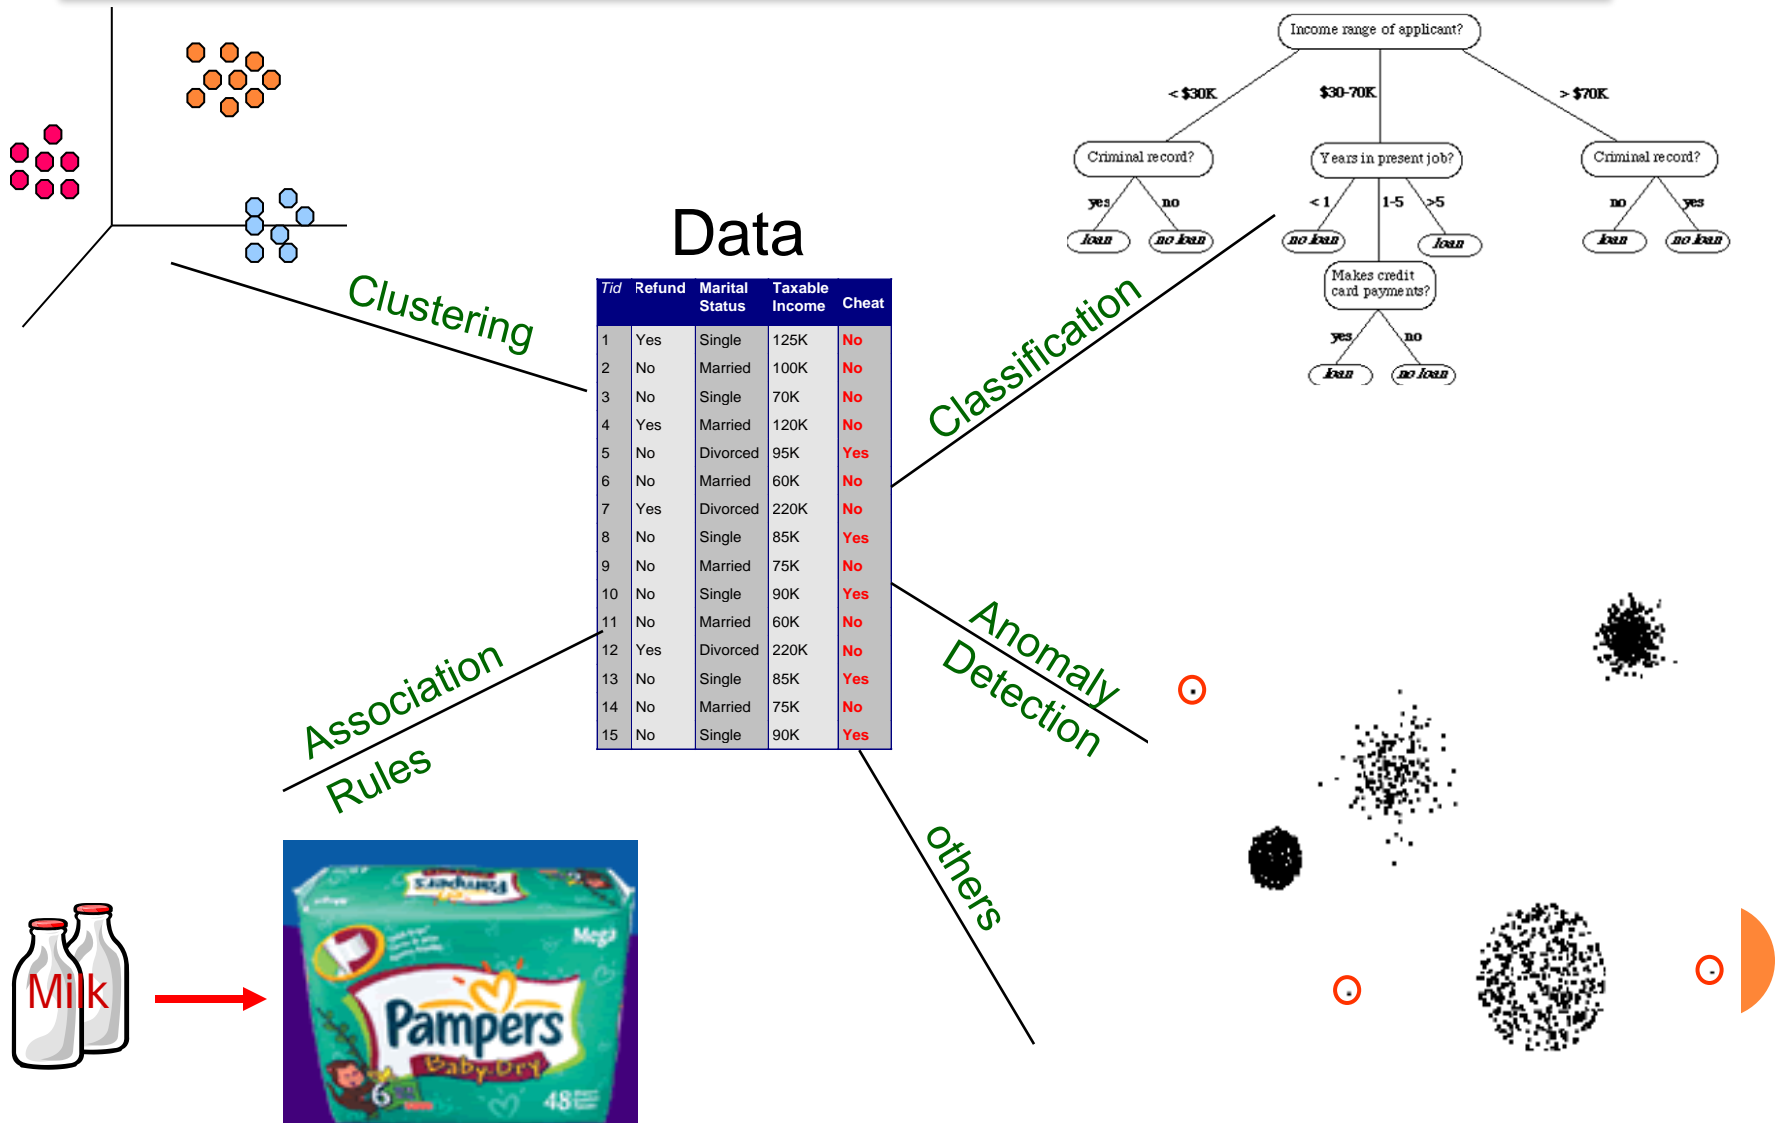 Income range of applicant?
< $30K
$30-70K
> $70K
Criminal record?
Years in present job?
Criminal record?
yes
no
< 1
1-5
>5
no
yes
loan
no loan
no loan
loan
loan
no loan
Makes credit
card payments?
yes
no
loan
no loan
Data
Clustering
Classification
Tid Refund Marital Status Taxable Income Cheat
1 Yes Single 125K No
2 No Married 100K No
3 No Single 70K No
4 Yes Married 120K No
5 No Divorced 95K Yes
6 No Married 60K No
7 Yes Divorced 220K No
8 No Single 85K Yes
9 No Married 75K No
10 No Single 90K Yes
11 No Married 60K No
12 Yes Divorced 220K No
13 No Single 85K Yes
14 No Married 75K No
15 No Single 90K Yes
Association
Rules
Anomaly
Detection
others
Milk
Pampers
Mega
Pampers
Baby-Dry
6
48